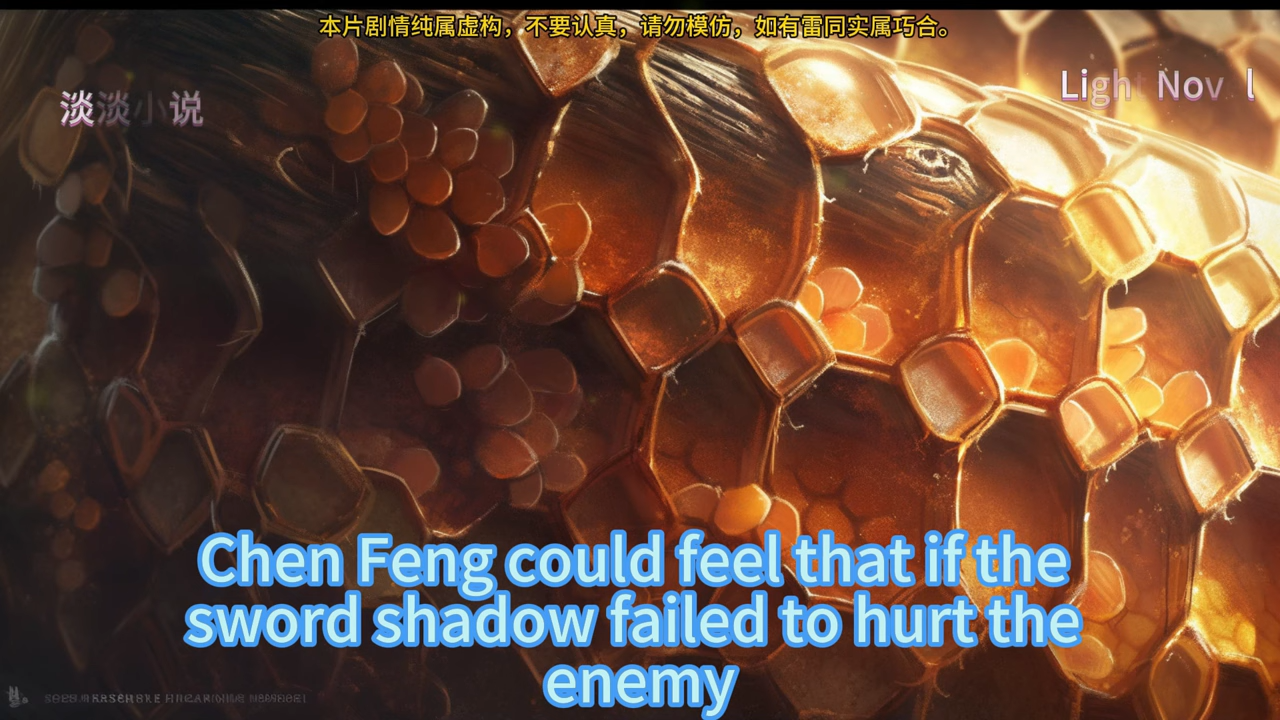 本片剧情纯属虚构，不要认真，请勿模仿，如有雷同实属巧合。
淡淡小说
Light Nov l
Chen Feng could feel that if the
sword shadow failed to hurt the
enemy